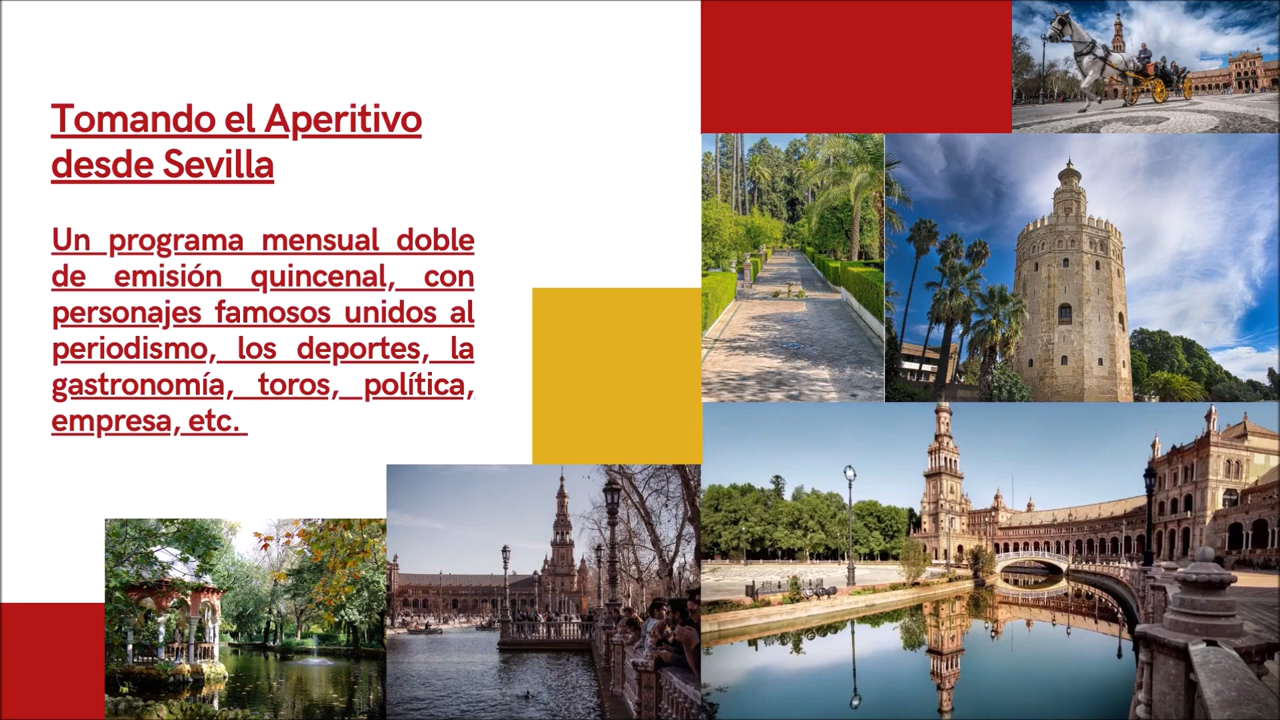 Tomando el Aperitivo
desde Sevilla
Un programa mensual doble
de emisión quincenal, con
personajes famosos unidos al
periodismo, los deportes, la
gastronomía, toros, política,
empresa, etc.